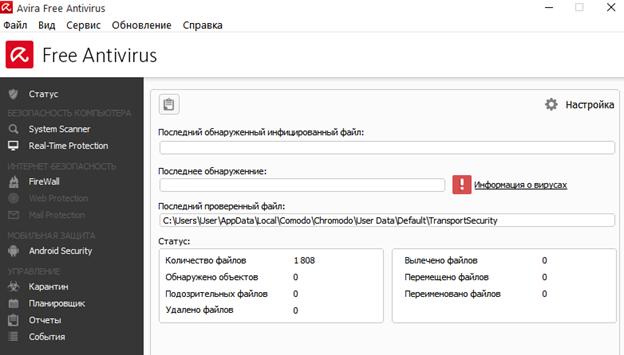 Avira Free Antivirus
Файл Вид Сервис Обновление Справка
Free Antivirus
Статус
БЕЗОПАСНОСТЬ КОМПЬЮТЕРА
System Scanner
Real-Time Protection
ИНТЕРНЕТ-БЕЗОПАСНОСТЬ
FireWall
Web Protection
Mail Protection
МОБИЛЬНАЯ ЗАЩИТА
Android Security
УПРАВЛЕНИЕ
Карантин
Планировщик
Отчеты
События
Настройка
Последний обнаруженный инфицированный файл:
Последнее обнаружение:
Информация о вирусах
Последний проверенный файл:
C:\Users\User\AppData\Local\Comodo\Chromodo\User Data\Default\TransportSecurity
Статус:
Количество файлов 1 808
Обнаружено объектов 0
Подозрительных файлов 0
Удалено файлов 0
Вылечено файлов 0
Перемещено файлов 0
Переименовано файлов 0